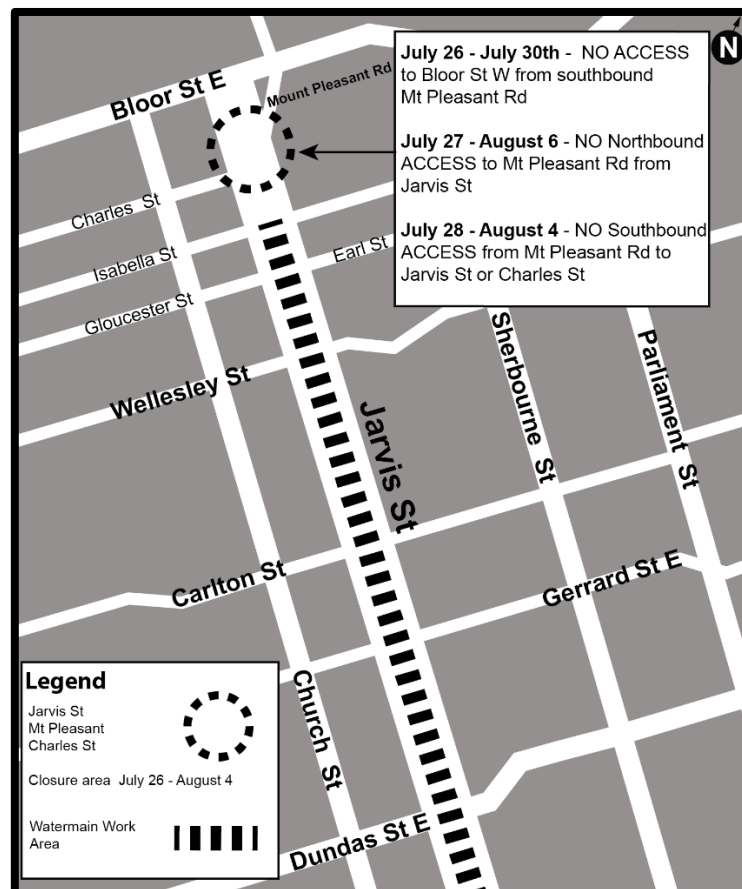 N
July 26 - July 30th - NO ACCESS
to Bloor St W from southbound
Mt Pleasant Rd
July 27 - August 6 - NO Northbound
ACCESS to Mt Pleasant Rd from
Jarvis St
July 28 - August 4 - NO Southbound
ACCESS from Mt Pleasant Rd to
Jarvis St or Charles St
Bloor St E
Mount Pleasant Rd
Charles St
Isabella St
Earl St
Gloucester St
Wellesley St
Jarvis St
Sherbourne St
Parliament St
Carlton St
Gerrard St E
Church St
Dundas St E
Legend
Jarvis St
Mt Pleasant
Charles St
Closure area July 26 - August 4
Watermain Work
Area